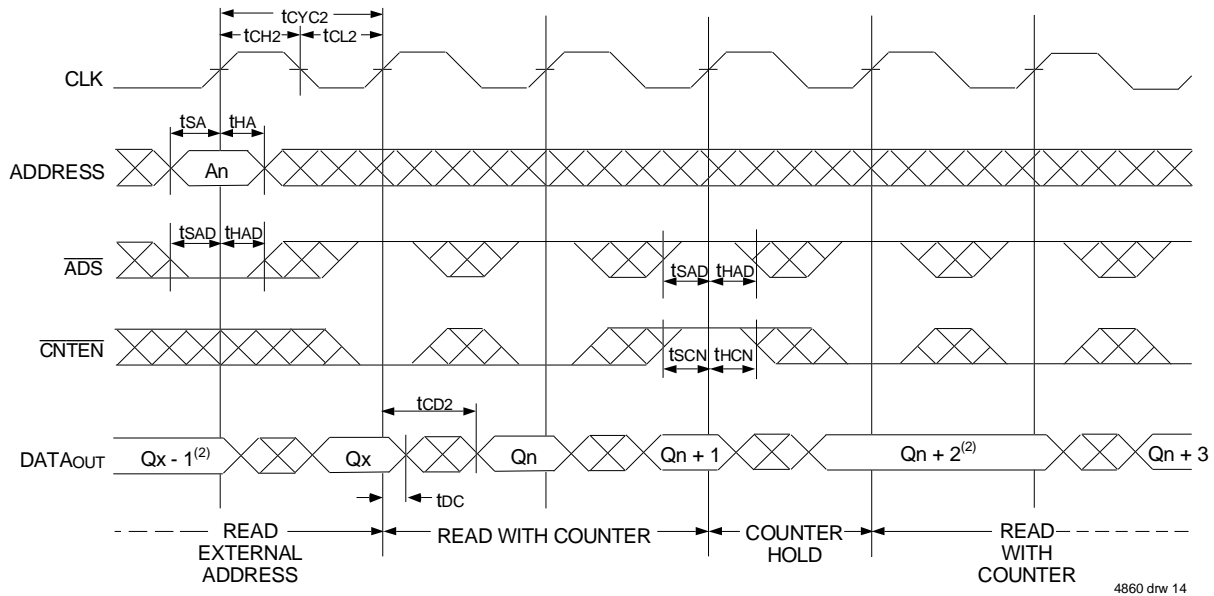 tCYC2
tCH2 tCL2
CLK
tSA tHA
ADDRESS An
tSAD tHAD
ADS
tSAD tHAD
CNTEN
tSCN tHCN
tCD2
DATAOUT Qx - 1(2) Qx Qn Qn + 1 Qn + 2(2) Qn + 3
tDC
READ EXTERNAL ADDRESS
READ WITH COUNTER
COUNTER HOLD
READ WITH COUNTER
4860 drw 14